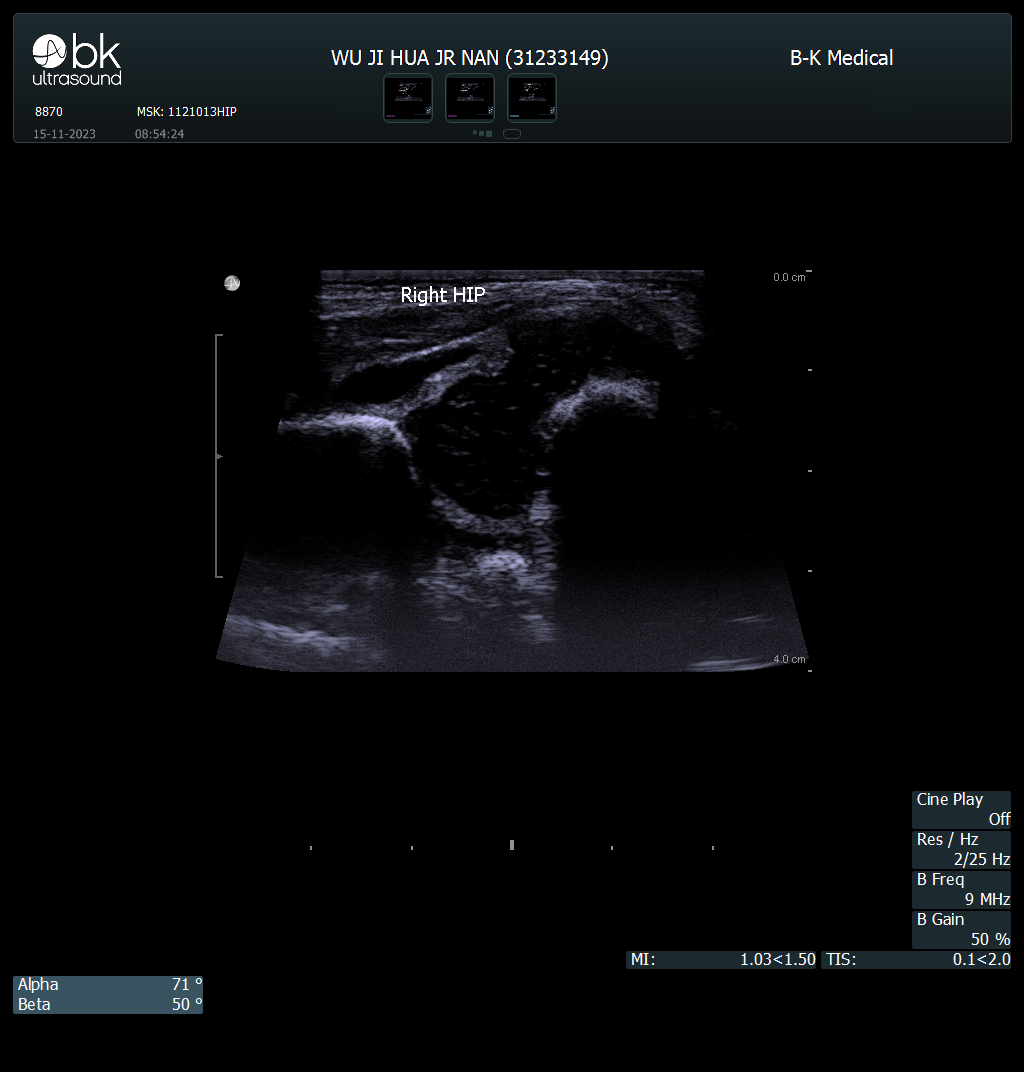 bk
ultrasound
WU JI HUA JR NAN (31233149)
B-K Medical
8870
MSK: 1121013HIP
15-11-2023
08:54:24
0.0 cm
Right HIP
4.0 cm
Cine Play
Off
Res / Hz
2/25 Hz
B Freq
9 MHz
B Gain
50 %
MI: 1.03<1.50
TIS: 0.1<2.0
Alpha 71 º
Beta 50 º